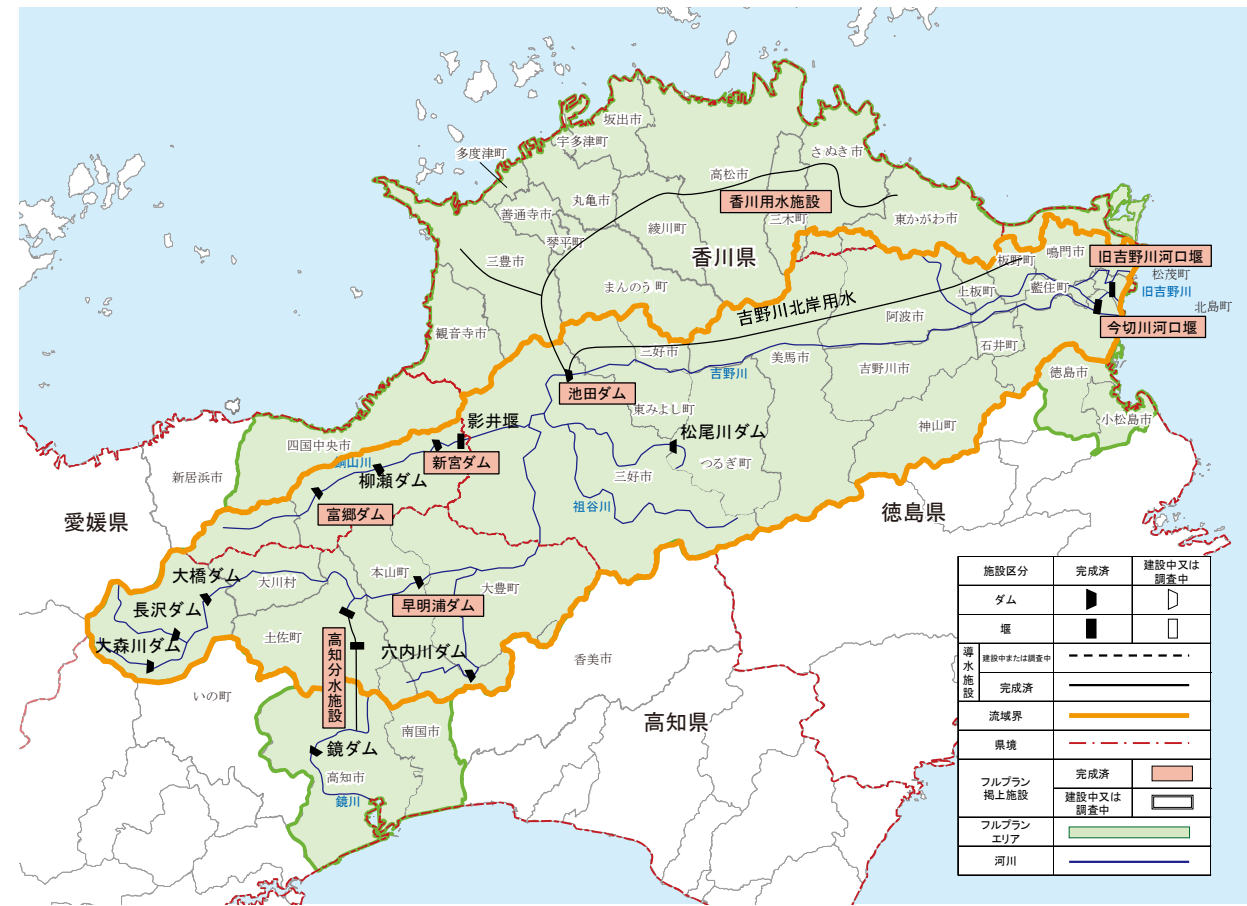 坂出市
宇多津町
多度津町
さぬき市
高松市
丸亀市
善通寺市
香川用水施設
三木町
東かがわ市
綾川町
琴平町
三豊市
香川県
鳴門市
板野町
旧吉野川河口堰
松茂町
旧吉野川
まんのう町
藍住町
上板町
北島町
吉野川北岸用水
阿波市
今切川河口堰
観音寺市
石井町
三好市
美馬市
吉野川
吉野川市
徳島市
池田ダム
東みよし町
小松島市
影井堰
神山町
松尾川ダム
四国中央市
新宮ダム
つるぎ町
銅山川
新居浜市
柳瀬ダム
三好市
富郷ダム
祖谷川
愛媛県
徳島県
大橋ダム
大川村
本山町
大豊町
長沢ダム
早明浦ダム
大森川ダム
土佐町
高知分水施設
穴内川ダム
香美市
いの町
南国市
高知県
鏡ダム
高知市
鏡川
施設区分
完成済
建設中又は
調査中
ダム
堰
導水施設
建設中または調査中
完成済
流域界
県境
フルプラン
掲上施設
完成済
建設中又は
調査中
フルプラン
エリア
河川